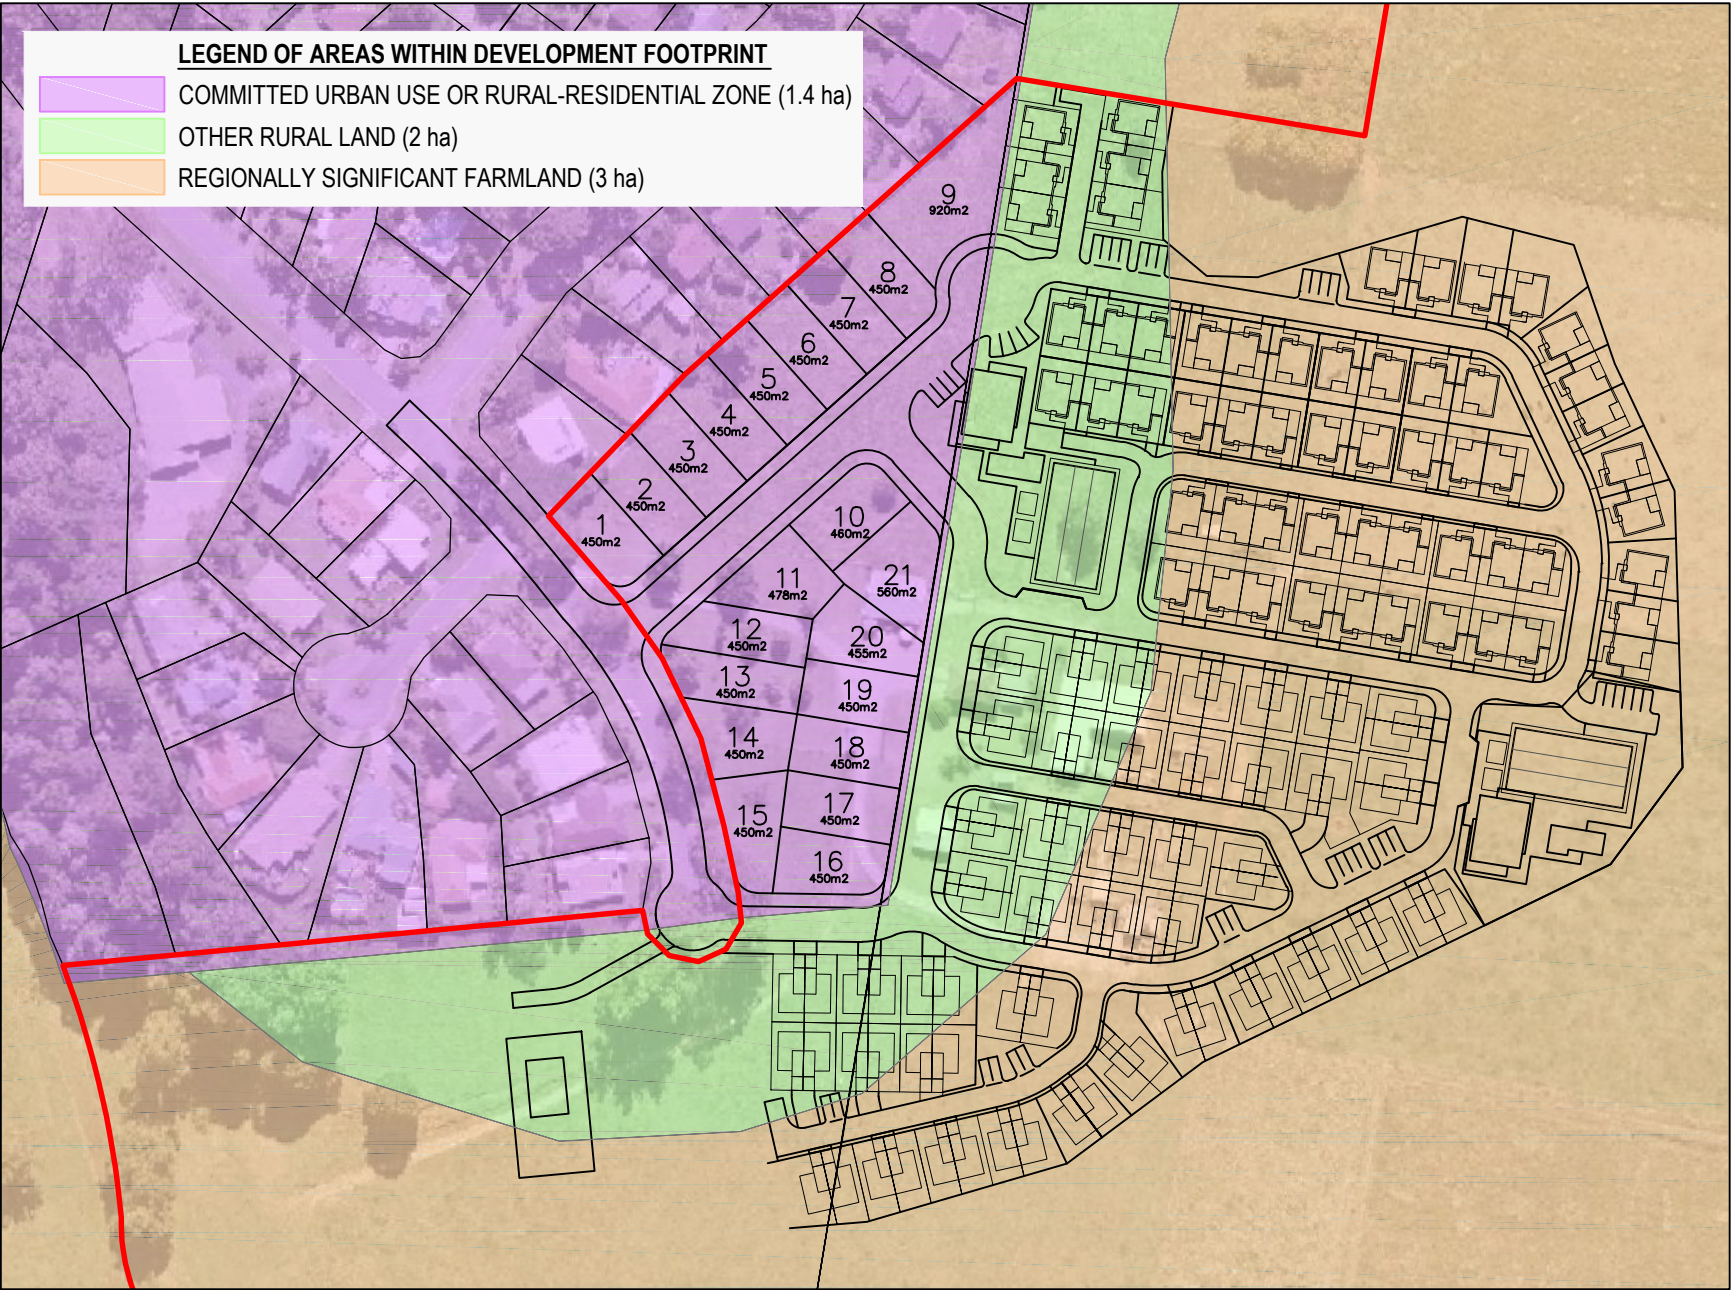 LEGEND OF AREAS WITHIN DEVELOPMENT FOOTPRINT
COMMITTED URBAN USE OR RURAL-RESIDENTIAL ZONE (1.4 ha)
OTHER RURAL LAND (2 ha)
REGIONALLY SIGNIFICANT FARMLAND (3 ha)
9
920m2
8
450m2
7
450m2
6
450m2
5
450m2
4
450m2
3
450m2
2
450m2
1
450m2
10
460m2
11
478m2
21
560m2
12
450m2
20
455m2
13
450m2
19
450m2
14
450m2
18
450m2
15
450m2
17
450m2
16
450m2